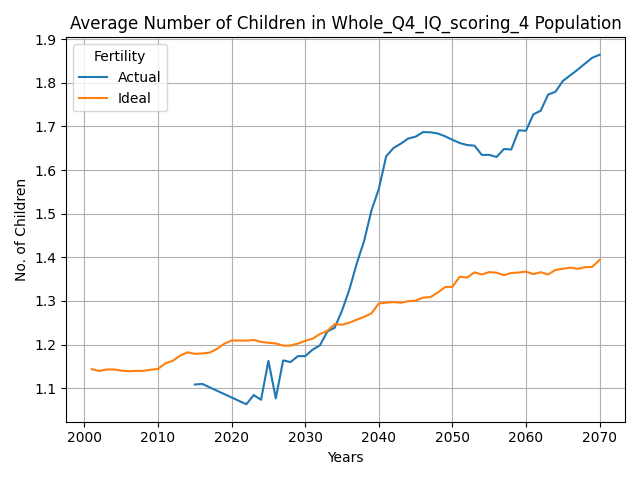 Average Number of Children in Whole_Q4_IQ_scoring_4 Population
Fertility
Actual
Ideal
No. of Children
1.9
1.8
1.7
1.6
1.5
1.4
1.3
1.2
1.1
2000 2010 2020 2030 2040 2050 2060 2070
Years